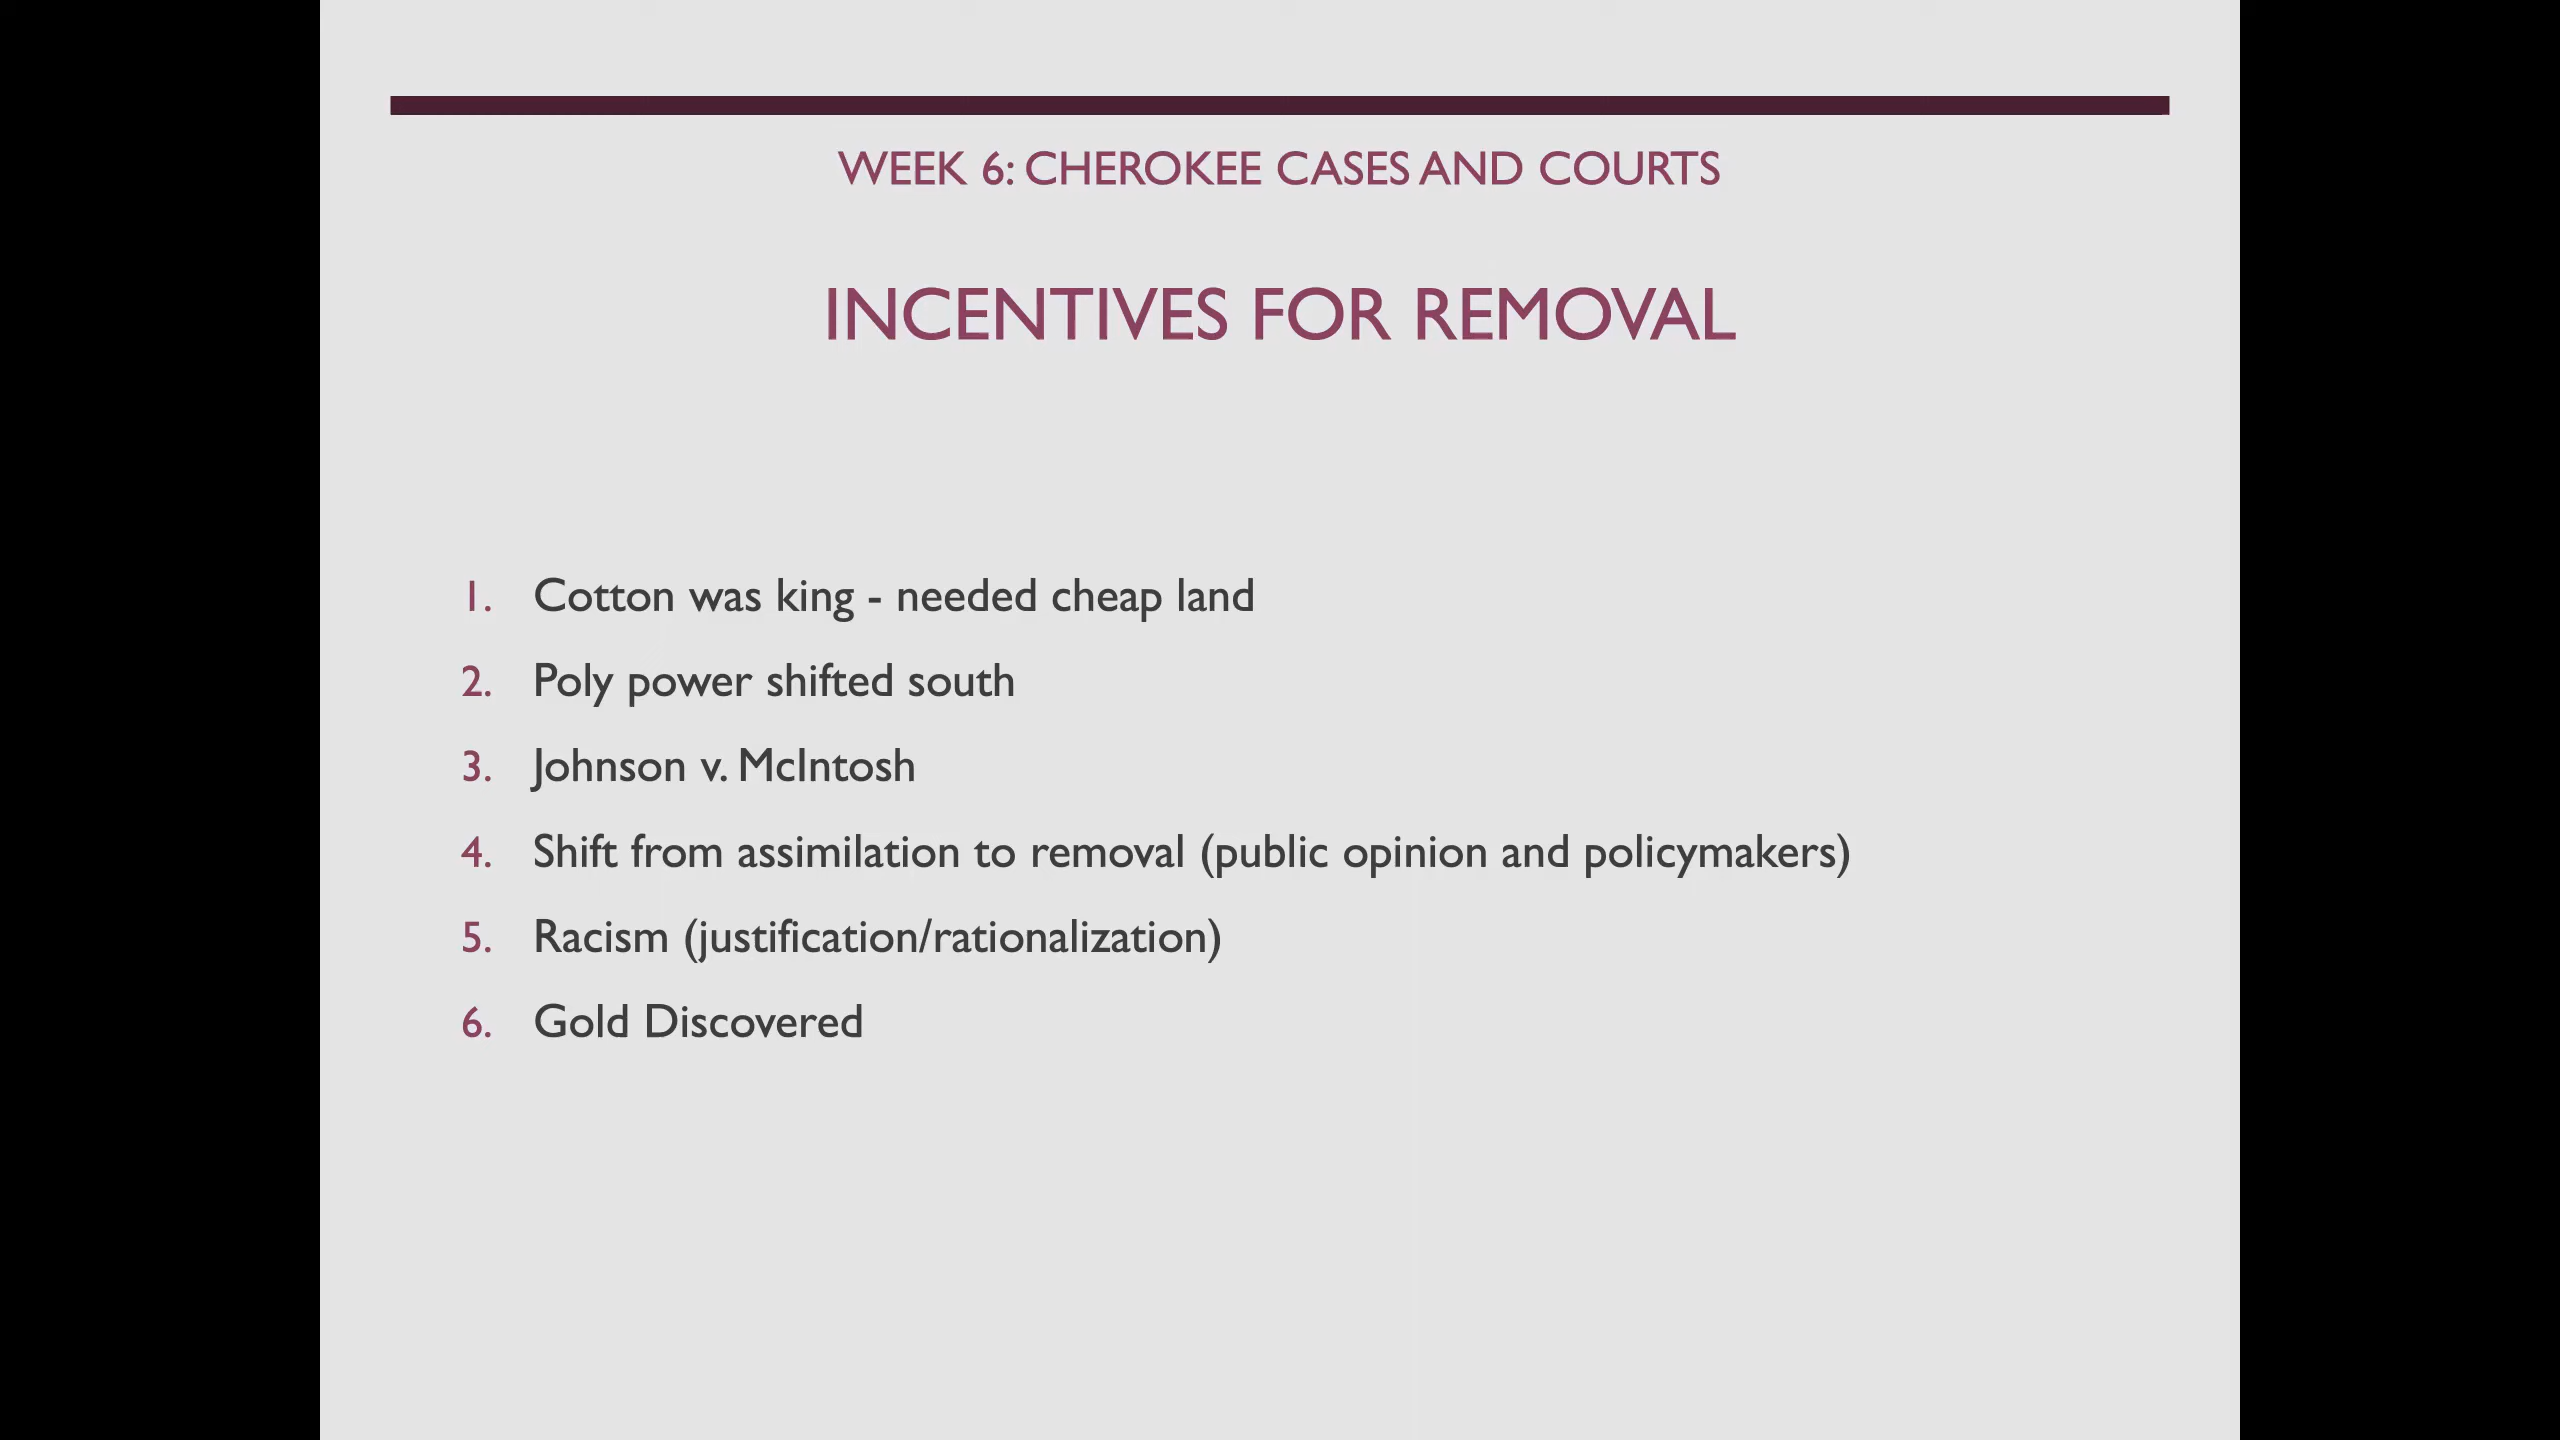 WEEK 6: CHEROKEE CASES AND COURTS
INCENTIVES FOR REMOVAL
1. Cotton was king - needed cheap land
2. Poly power shifted south
3. Johnson v. McIntosh
4. Shift from assimilation to removal (public opinion and policymakers)
5. Racism (justification/rationalization)
6. Gold Discovered